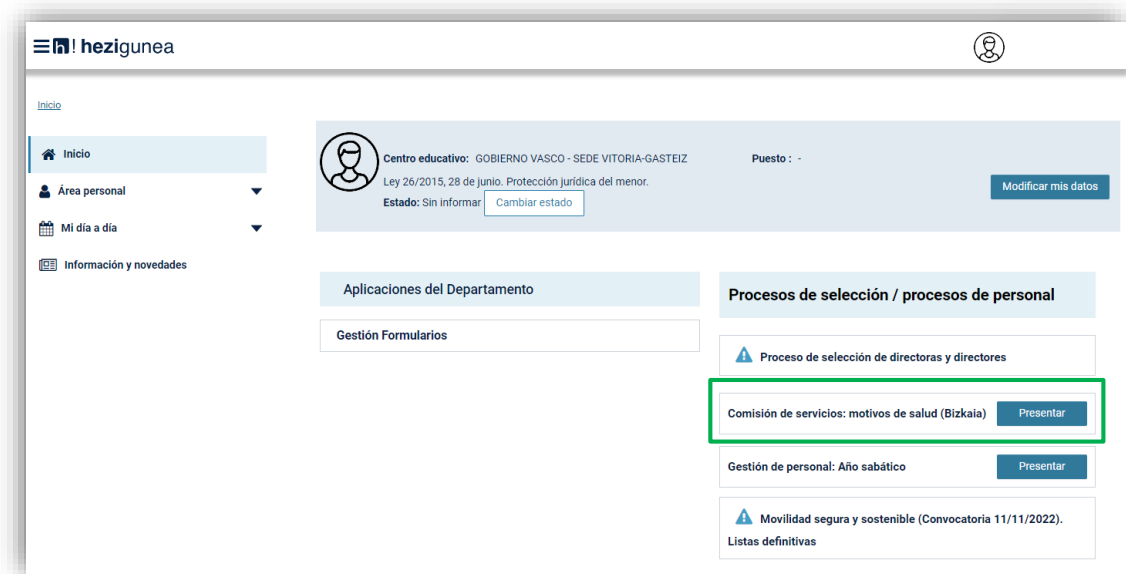 h! hezigunea
Inicio
Inicio
Área personal
Mi día a día
Información y novedades
Centro educativo: GOBIERNO VASCO - SEDE VITORIA-GASTEIZ
Puesto : -
Ley 26/2015, 28 de junio. Protección jurídica del menor.
Estado: Sin informar Cambiar estado
Modificar mis datos
Aplicaciones del Departamento
Gestión Formularios
Procesos de selección / procesos de personal
Proceso de selección de directoras y directores
Comisión de servicios: motivos de salud (Bizkaia) Presentar
Gestión de personal: Año sabático Presentar
Movilidad segura y sostenible (Convocatoria 11/11/2022).
Listas definitivas